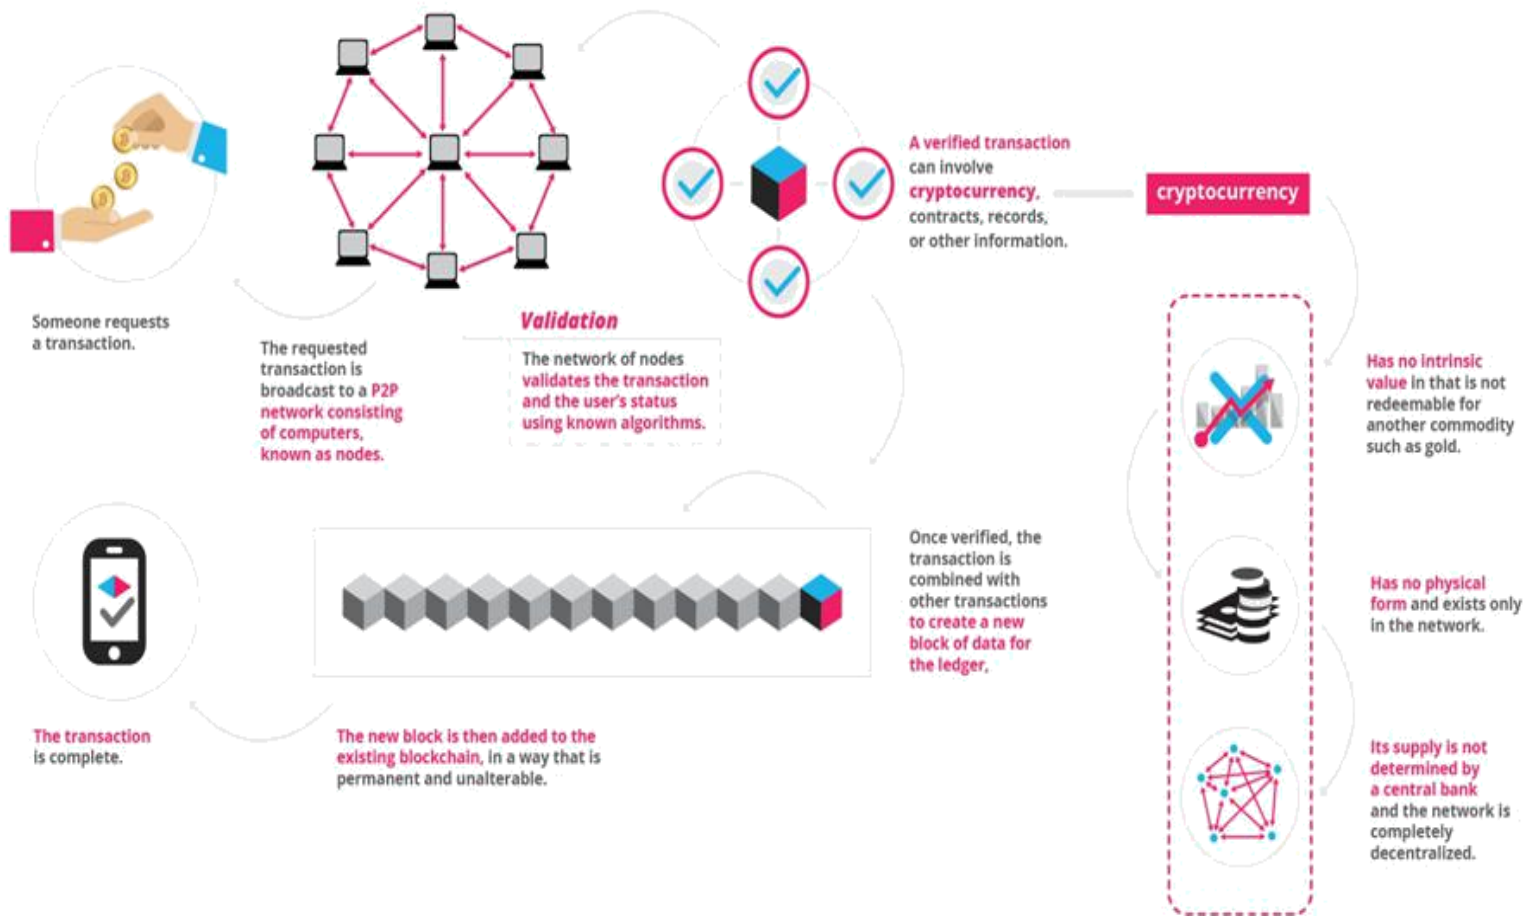 Someone requests
a transaction.
The requested
transaction is
broadcast to a P2P
network consisting
of computers,
known as nodes.
Validation
The network of nodes
validates the transaction
and the user's status
using known algorithms.
A verified transaction
can involve
cryptocurrency,
contracts, records,
or other information.
cryptocurrency
Has no intrinsic
value in that is not
redeemable for
another commodity
such as gold.
Has no physical
form and exists only
in the network.
Its supply is not
determined by
a central bank
and the network is
completely
decentralized.
Once verified, the
transaction is
combined with
other transactions
to create a new
block of data for
the ledger,
The new block is then added to the
existing blockchain, in a way that is
permanent and unalterable.
The transaction
is complete.